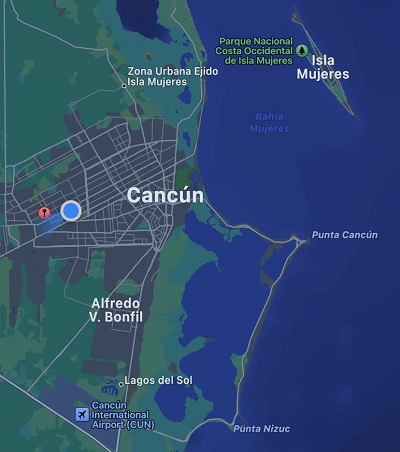 Parque Nacional
Costa Occidental
de Isla Mujeres
Isla
Mujeres
Zona Urbana Ejido
Isla Mujeres
Bahía
Mujeres
Cancún
Punta Cancún
Alfredo
V. Bonfil
Lagos del Sol
Cancún
International
Airport (CUN)
Punta Nizuc